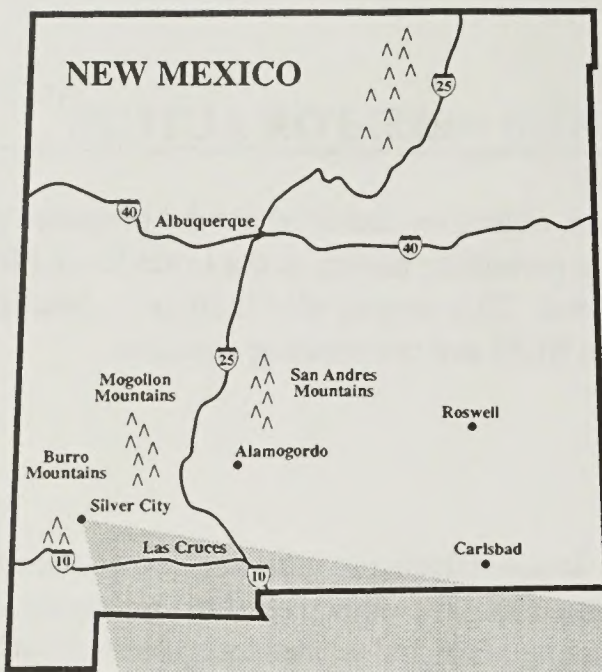 NEW MEXICO
25
40
Albuquerque
40
25
San Andres
Mountains
Mogollon
Mountains
Roswell
Burro
Mountains
Alamogordo
Silver City
Las Cruces
Carlsbad
10
10